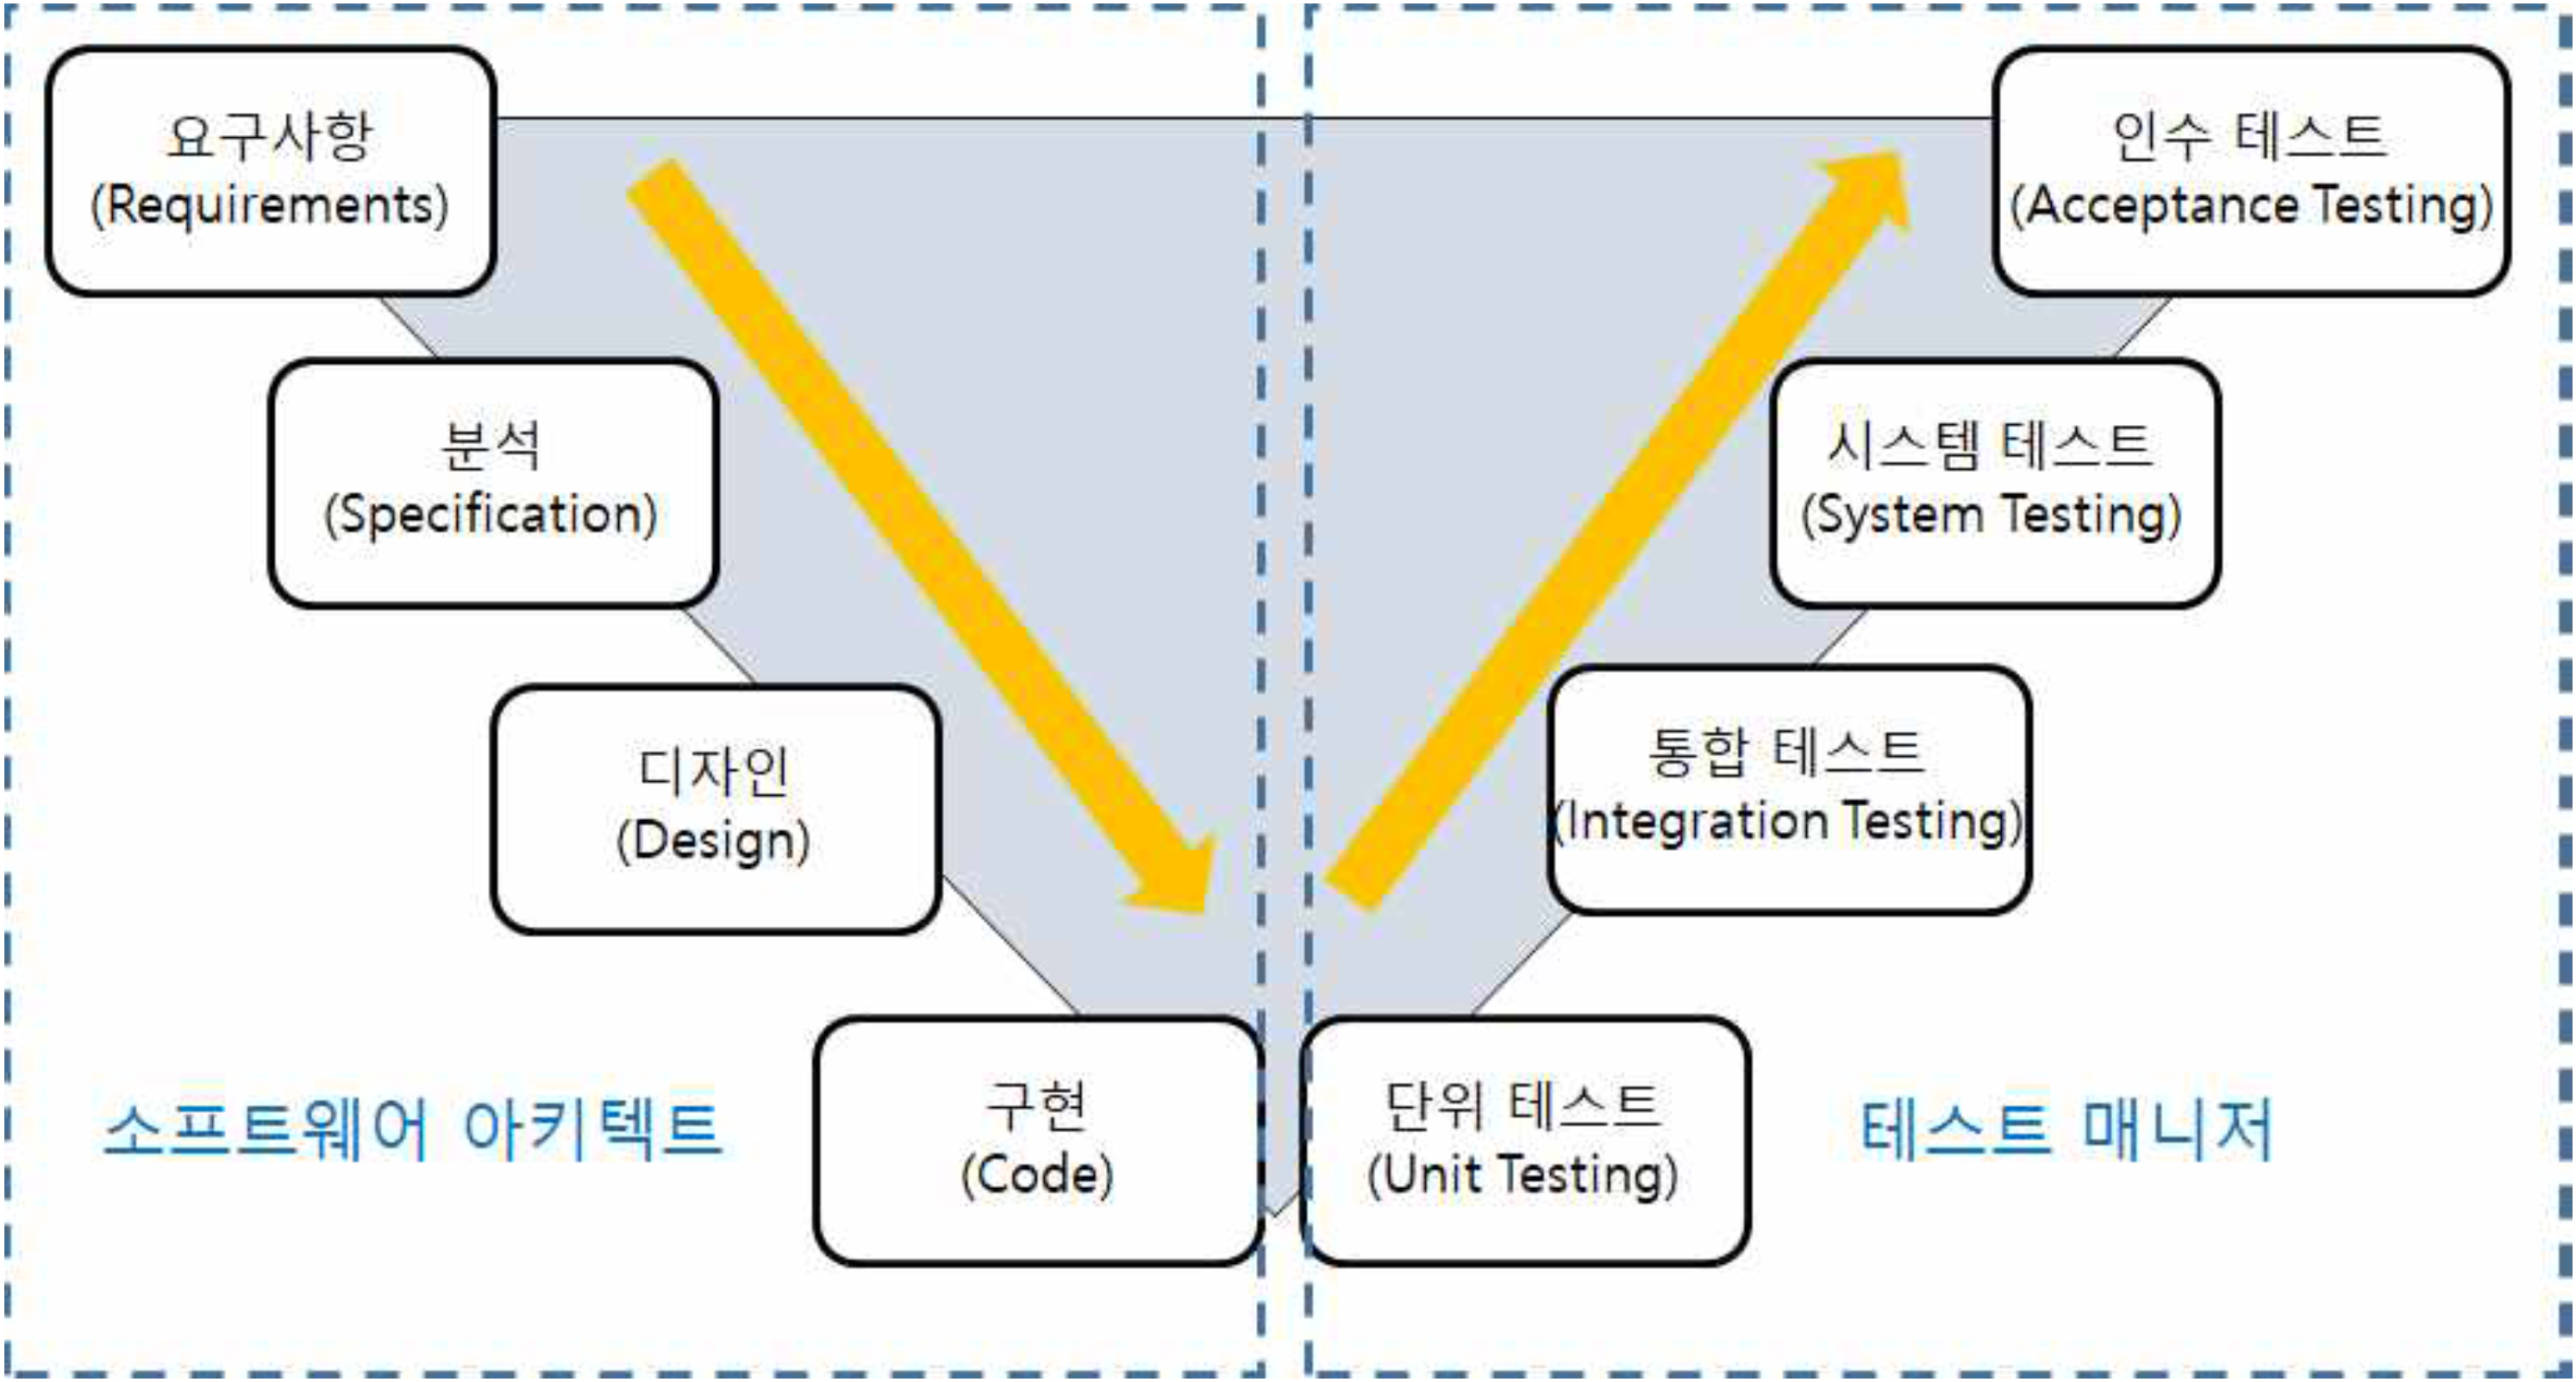 요구사항
(Requirements)
분석
(Specification)
디자인
(Design)
구현
(Code)
소프트웨어 아키텍트
인수 테스트
(Acceptance Testing)
시스템 테스트
(System Testing)
통합 테스트
(Integration Testing)
단위 테스트
(Unit Testing)
테스트 매니저